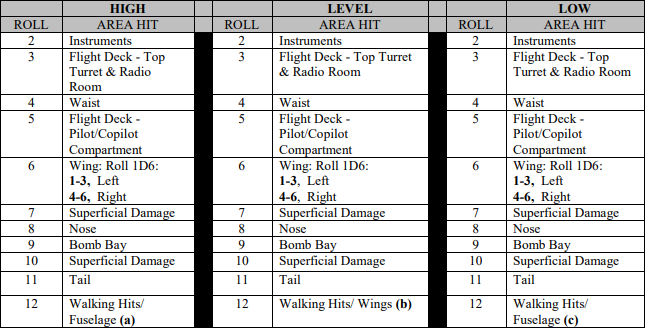 HIGH LEVEL LOW
ROLL AREA HIT ROLL AREA HIT ROLL AREA HIT
2 Instruments 2 Instruments 2 Instruments
3 Flight Deck - Top 3 Flight Deck - Top Turret 3 Flight Deck - Top
Turret & Radio & Radio Room Turret & Radio Room
Room
4 Waist 4 Waist 4 Waist
5 Flight Deck - 5 Flight Deck - 5 Flight Deck -
Pilot/Copilot Pilot/Copilot Pilot/Copilot
Compartment Compartment Compartment
6 Wing: Roll 1D6: 6 Wing: Roll 1D6: 6 Wing: Roll 1D6:
1-3, Left 1-3, Left 1-3, Left
4-6, Right 4-6, Right 4-6, Right
7 Superficial Damage 7 Superficial Damage 7 Superficial Damage
8 Nose 8 Nose 8 Nose
9 Bomb Bay 9 Bomb Bay 9 Bomb Bay
10 Superficial Damage 10 Superficial Damage 10 Superficial Damage
11 Tail 11 Tail 11 Tail
12 Walking Hits/ 12 Walking Hits/ Wings (b) 12 Walking Hits/
Fuselage (a) Fuselage (c)